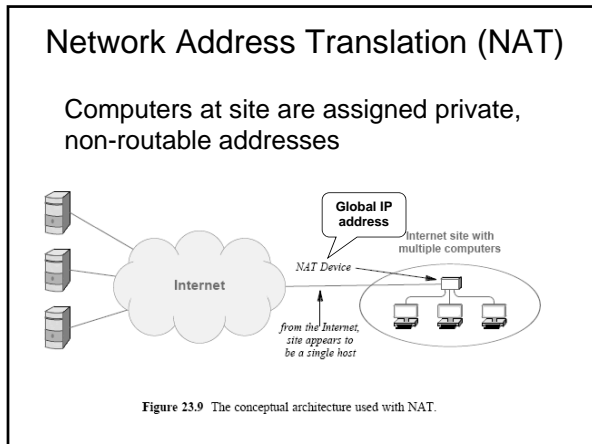 Network Address Translation (NAT)
Computers at site are assigned private,
non-routable addresses
Global IP
address
Internet site with
multiple computers
NAT Device
Internet
from the Internet,
site appears to
be a single host
Figure 23.9 The conceptual architecture used with NAT.